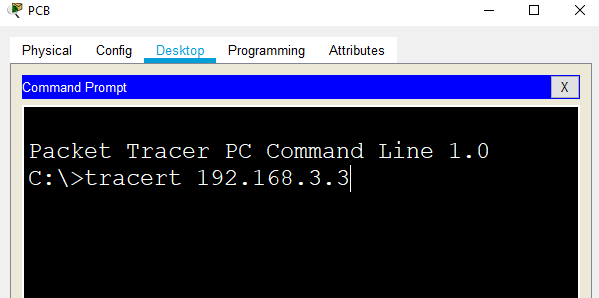 PCB
Physical Config Desktop Programming Attributes
Command Prompt X
Packet Tracer PC Command Line 1.0
C:\>tracert 192.168.3.3